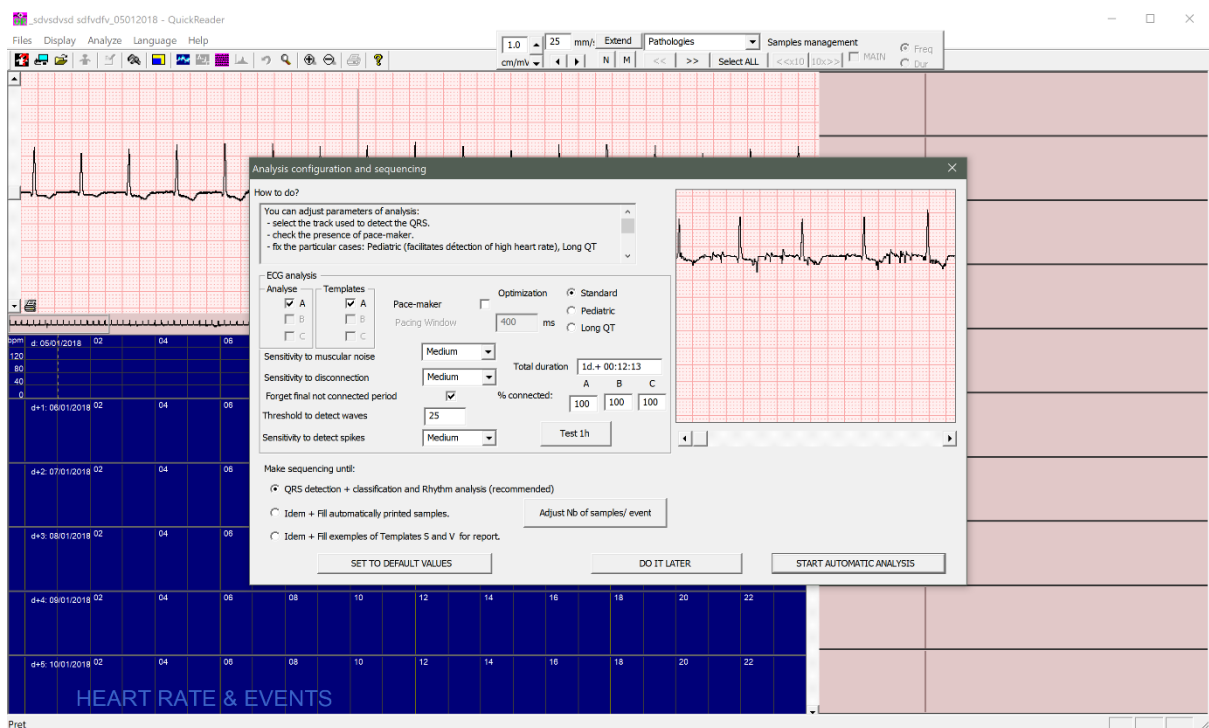 _sdvsdvsd sdfvdfv_05012018 - QuickReader
Files Display Analyze Language Help
1.0 25 mm/ Extend Pathologies Samples management Freq
cm/mV N M << >> Select ALL <<x10 10x>> MAIN Dur
Analysis configuration and sequencing
How to do?
You can adjust parameters of analysis:
- select the track used to detect the QRS.
- check the presence of pace-maker.
- fix the particular cases: Pediatric (facilitates détection of high heart rate), Long QT
ECG analysis
Analyse Templates
A A
B B
C C
Pace-maker
Pacing Window 400 ms
Optimization Standard
Pediatric
Long QT
Sensitivity to muscular noise Medium
Sensitivity to disconnection Medium
Forget final not connected period
Threshold to detect waves 25
Sensitivity to detect spikes Medium
Total duration 1d.+ 00:12:13
A B C
% connected: 100 100 100
Test 1h
Make sequencing until:
QRS detection + classification and Rhythm analysis (recommended)
Idem + Fill automatically printed samples.
Adjust Nb of samples/ event
Idem + Fill exemples of Templates S and V for report.
SET TO DEFAULT VALUES DO IT LATER START AUTOMATIC ANALYSIS
bpm d: 05/01/2018 02 04 06
120
80
40
0
d+1: 06/01/2018 02 04 06
d+2: 07/01/2018 02 04 06
d+3: 08/01/2018 02 04 06
d+4: 09/01/2018 02 04 06 08 10 12 14 16 18 20 22
d+5: 10/01/2018 02 04 06 08 10 12 14 16 18 20 22
HEART RATE & EVENTS
Pret